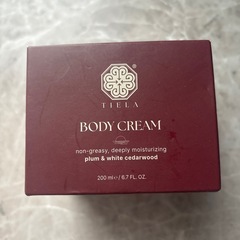 TIELA
BODY CREAM
non-greasy, deeply moisturizing
plum & white cedarwood
200 ml ℮ / 6.7 FL. OZ.